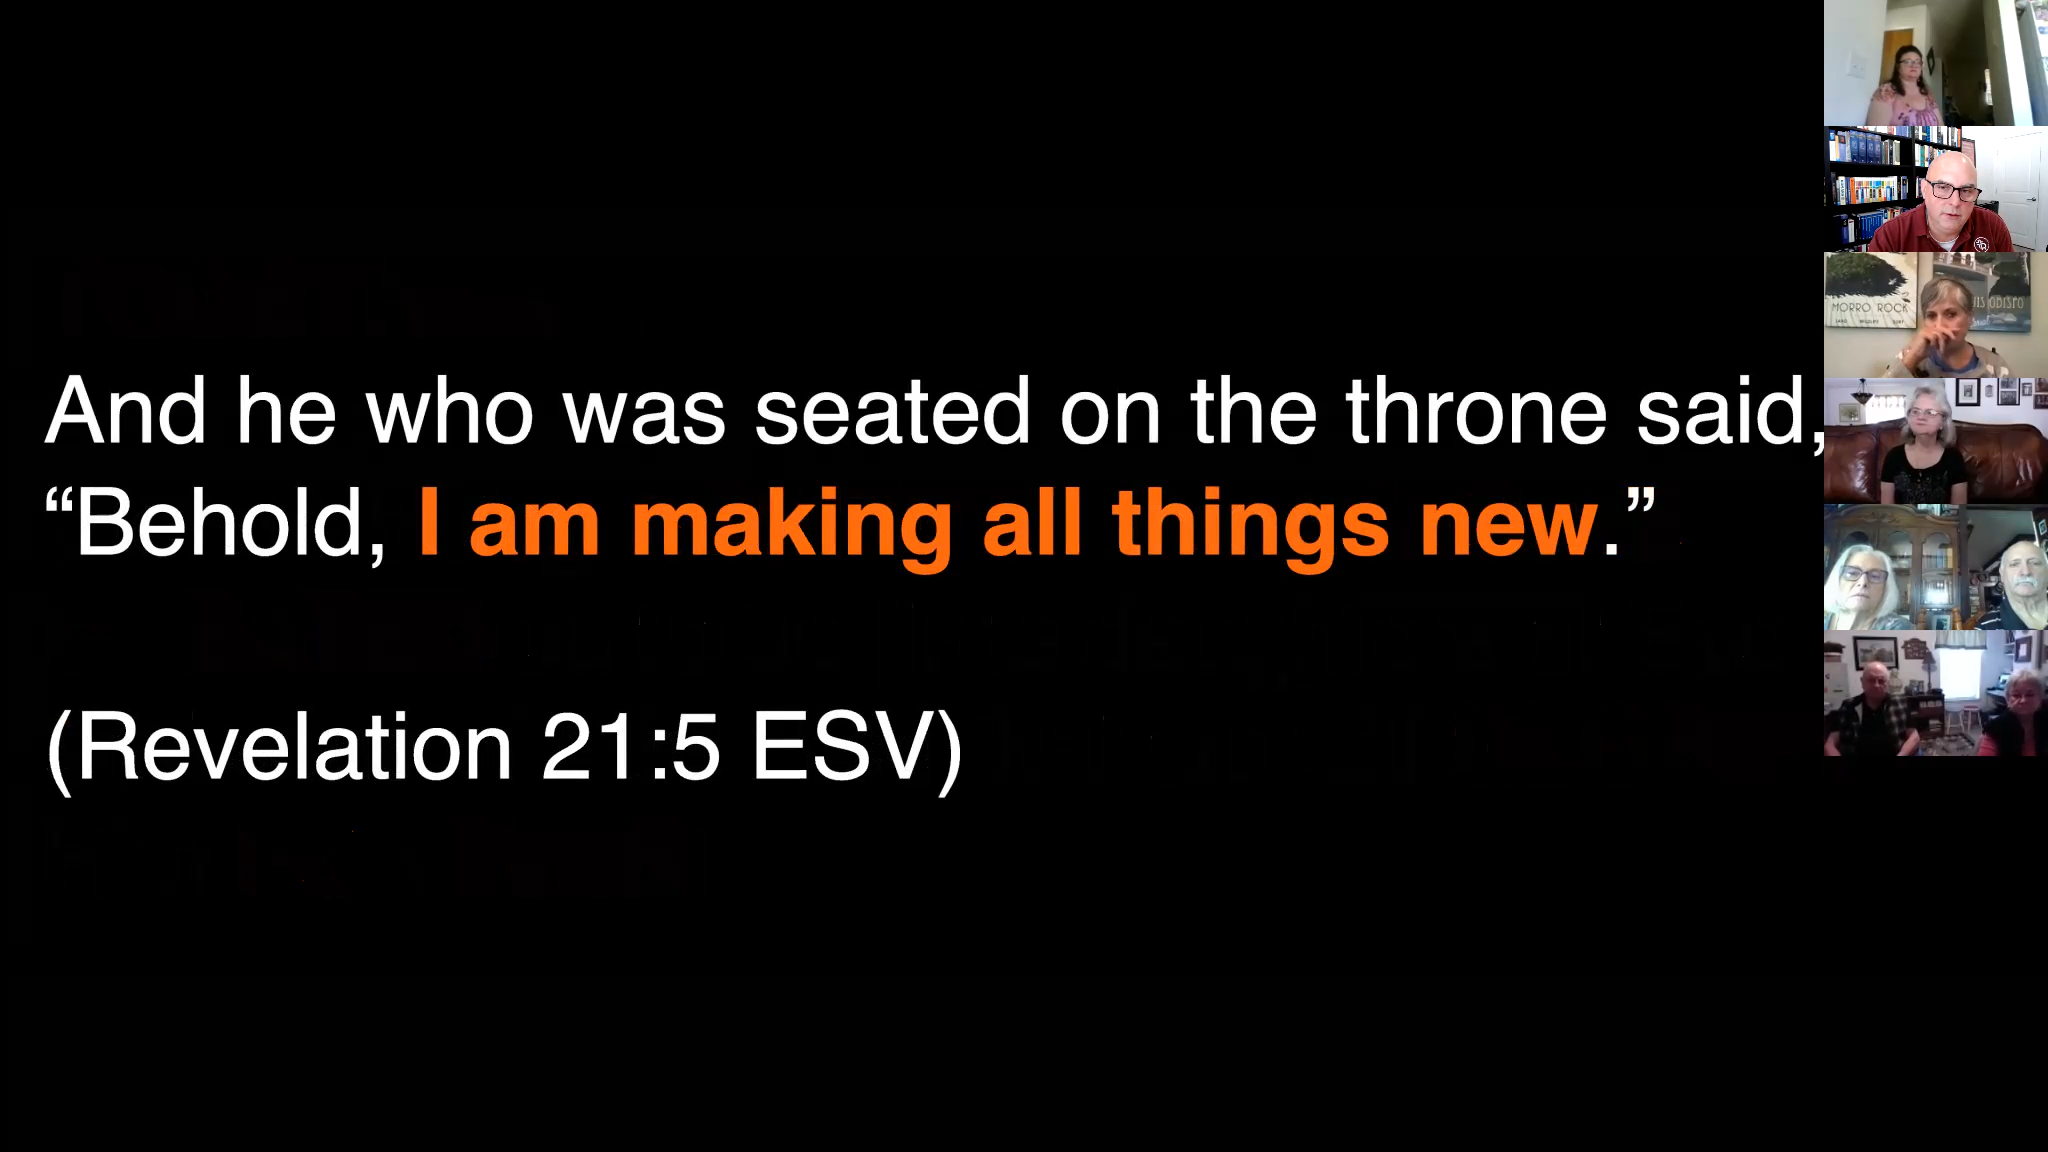 And he who was seated on the throne said,
“Behold, I am making all things new.”
(Revelation 21:5 ESV)
MORRO ROCK
OBISPO